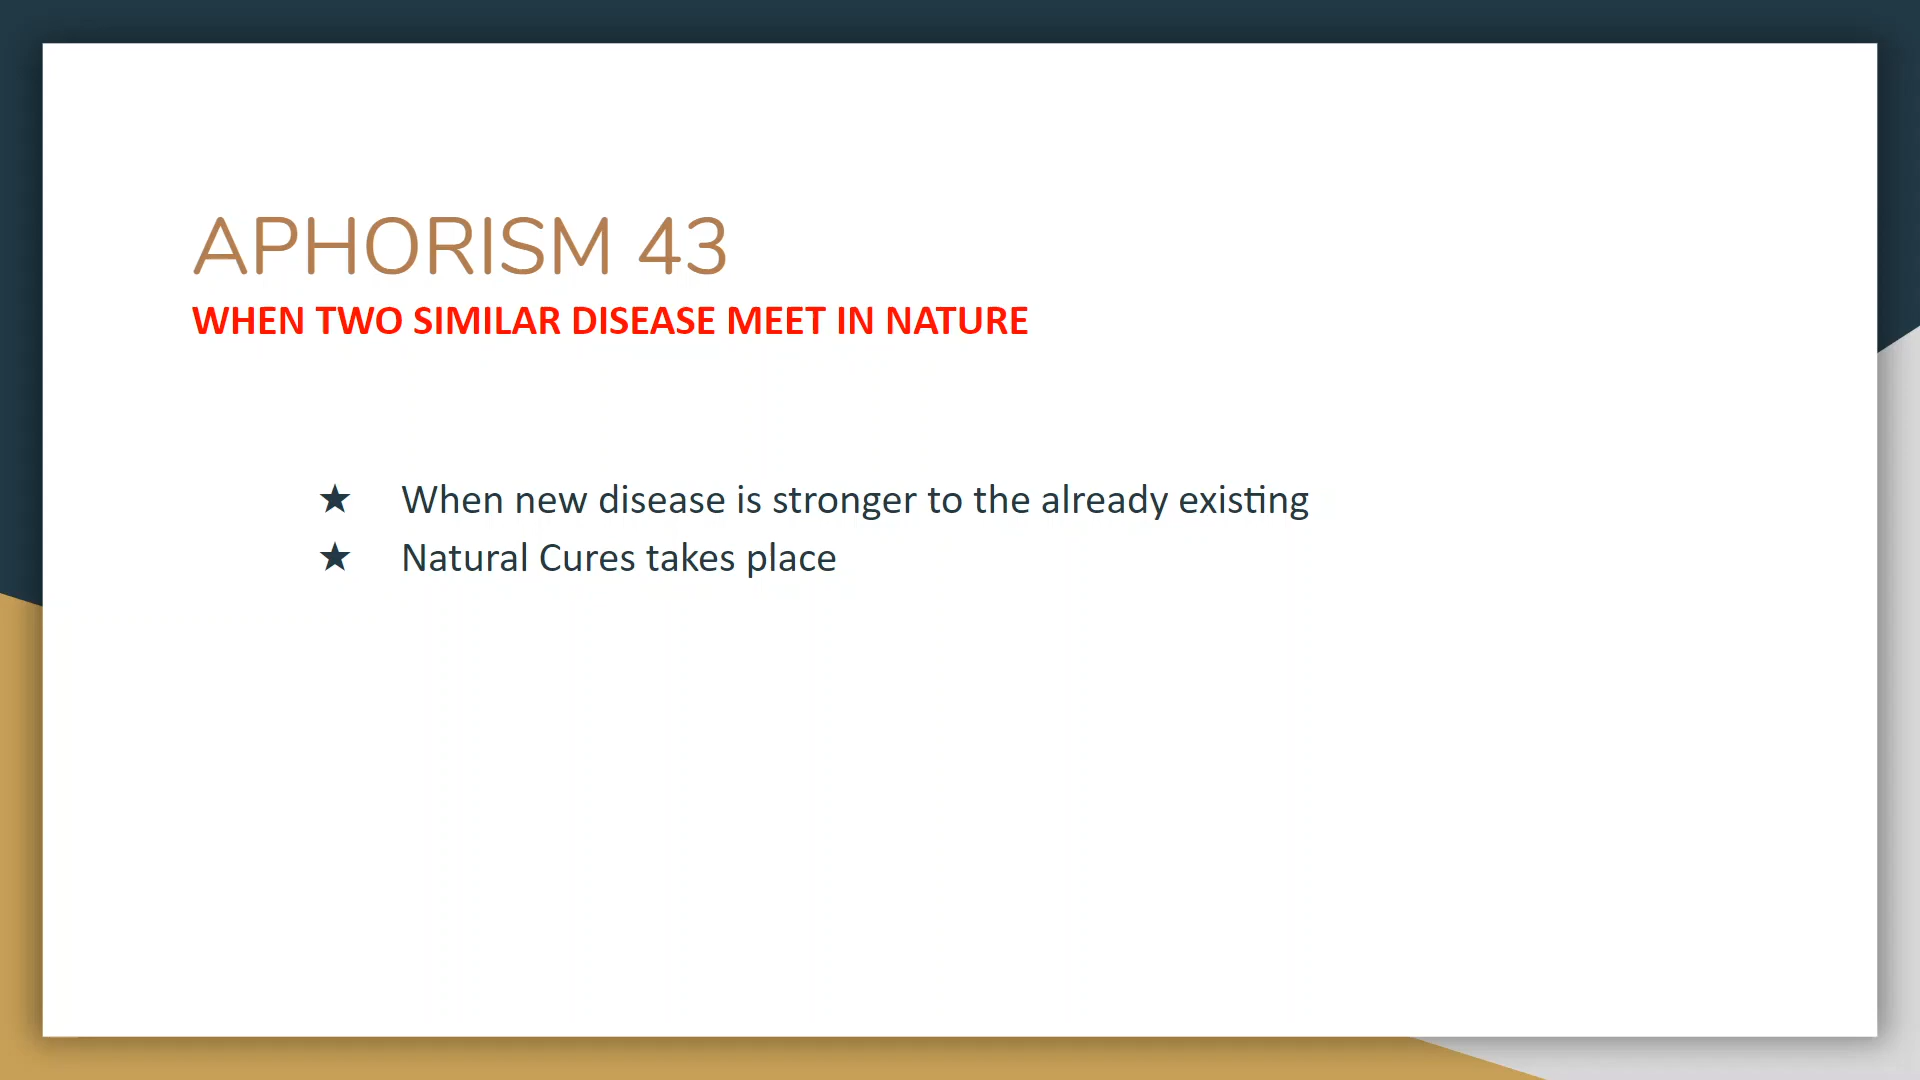 APHORISM 43
WHEN TWO SIMILAR DISEASE MEET IN NATURE
★ When new disease is stronger to the already existing
★ Natural Cures takes place